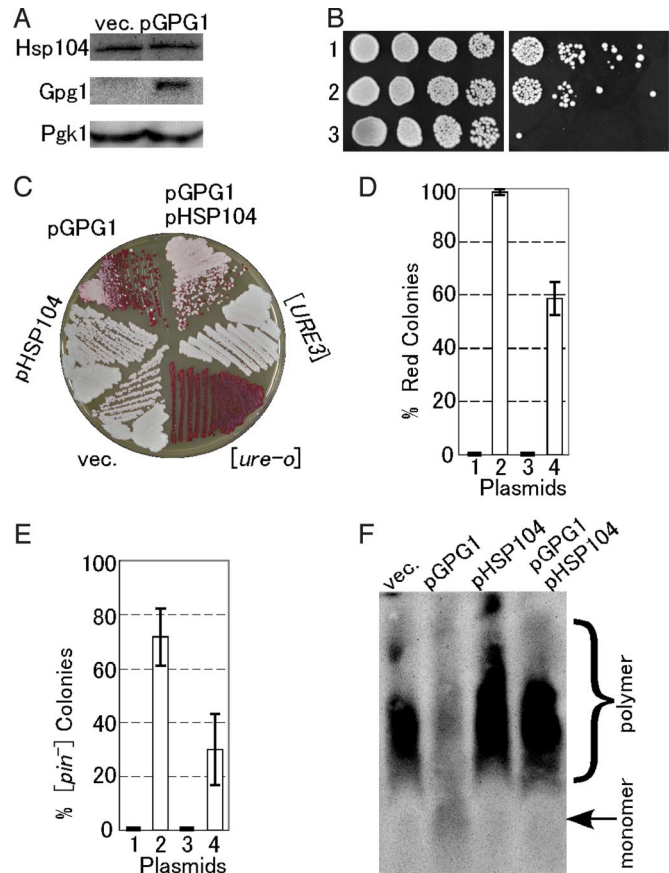 A
vec. pGPG1
Hsp104
Gpg1
Pgk1
B
1
2
3
C
pGPG1
pGPG1
pHSP104
pHSP104
[URE3]
vec.
[ure-o]
D
% Red Colonies
100
80
60
40
20
0
1 2 3 4
Plasmids
E
% [pin⁻] Colonies
100
80
60
40
20
0
1 2 3 4
Plasmids
F
vec.
pGPG1
pHSP104
pGPG1
pHSP104
polymer
monomer